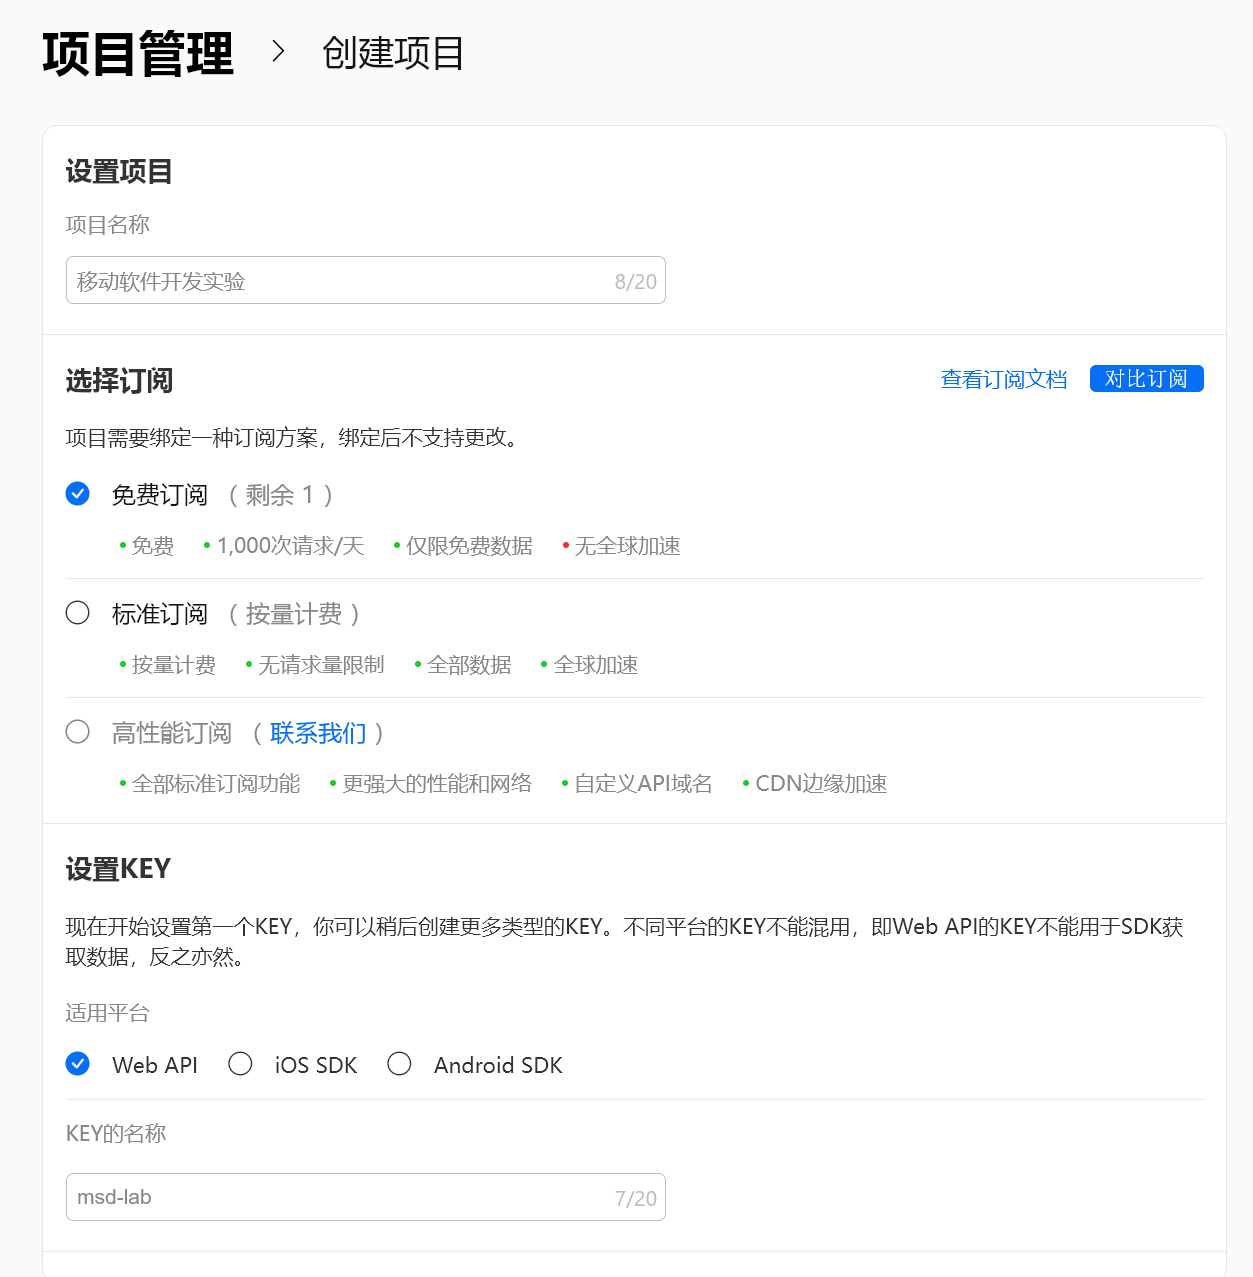 项目管理 > 创建项目
设置项目
项目名称
移动软件开发实验 8/20
选择订阅 查看订阅文档 对比订阅
项目需要绑定一种订阅方案，绑定后不支持更改。
免费订阅 （ 剩余 1 ）
•免费 •1,000次请求/天 •仅限免费数据 •无全球加速
标准订阅 （ 按量计费 ）
•按量计费 •无请求量限制 •全部数据 •全球加速
高性能订阅 （ 联系我们 ）
•全部标准订阅功能 •更强大的性能和网络 •自定义API域名 •CDN边缘加速
设置KEY
现在开始设置第一个KEY，你可以稍后创建更多类型的KEY。不同平台的KEY不能混用，即Web API的KEY不能用于SDK获
取数据，反之亦然。
适用平台
Web API iOS SDK Android SDK
KEY的名称
msd-lab 7/20